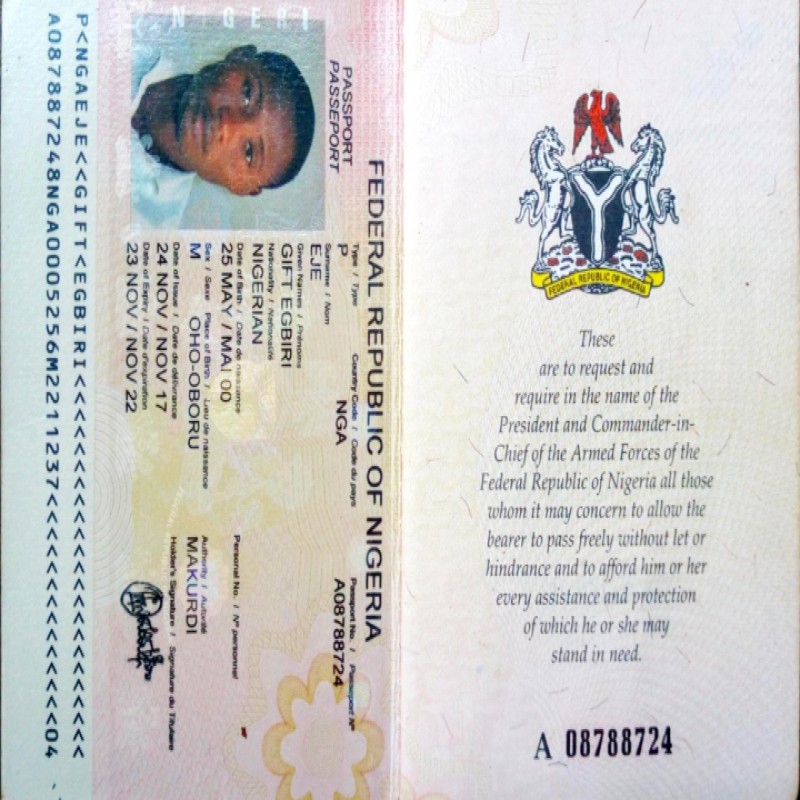 FEDERAL REPUBLIC OF NIGERIA
PASSPORT
PASSEPORT
Type / Type Country Code / Code du pays Passport No. / Passeport N°
P NGA A08788724
Surname / Nom
EJE
Given Names / Prénoms
GIFT EGBIRI
Nationality / Nationalité
NIGERIAN
Date of Birth / Date de naissance Personal No. / N° personnel
25 MAY / MAI 00
Sex / Sexe Place of Birth / Lieu de naissance Authority / Autorité
M OHO-OBORU MAKURDI
Date of Issue / Date de délivrance Holder's Signature / Signature du Titulaire
24 NOV / NOV 17
Date of Expiry / Date d'expiration
23 NOV / NOV 22
P<NGAEJE<<GIFT<EGBIRI<<<<<<<<<<<<<<<<<<<<<<<
A087887248NGA0005256M2211237<<<<<<<<<<<<<<04
FEDERAL REPUBLIC OF NIGERIA
These
are to request and
require in the name of the
President and Commander-in-
Chief of the Armed Forces of the
Federal Republic of Nigeria all those
whom it may concern to allow the
bearer to pass freely without let or
hindrance and to afford him or her
every assistance and protection
of which he or she may
stand in need.
A 08788724